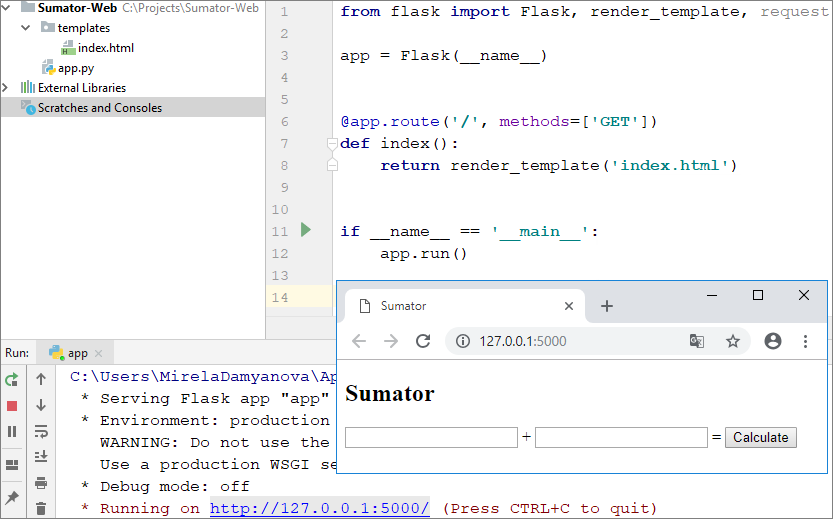 Sumator-Web C:\Projects\Sumator-Web
templates
index.html
app.py
External Libraries
Scratches and Consoles
1 from flask import Flask, render_template, request
2
3 app = Flask(__name__)
4
5
6 @app.route('/', methods=['GET'])
7 def index():
8 return render_template('index.html')
9
10
11 if __name__ == '__main__':
12 app.run()
13
14
Sumator
127.0.0.1:5000
Sumator
+ = Calculate
Run: app
C:\Users\MirelaDamyanova\Ap
* Serving Flask app "app"
* Environment: production
WARNING: Do not use the
Use a production WSGI se
* Debug mode: off
* Running on http://127.0.0.1:5000/ (Press CTRL+C to quit)